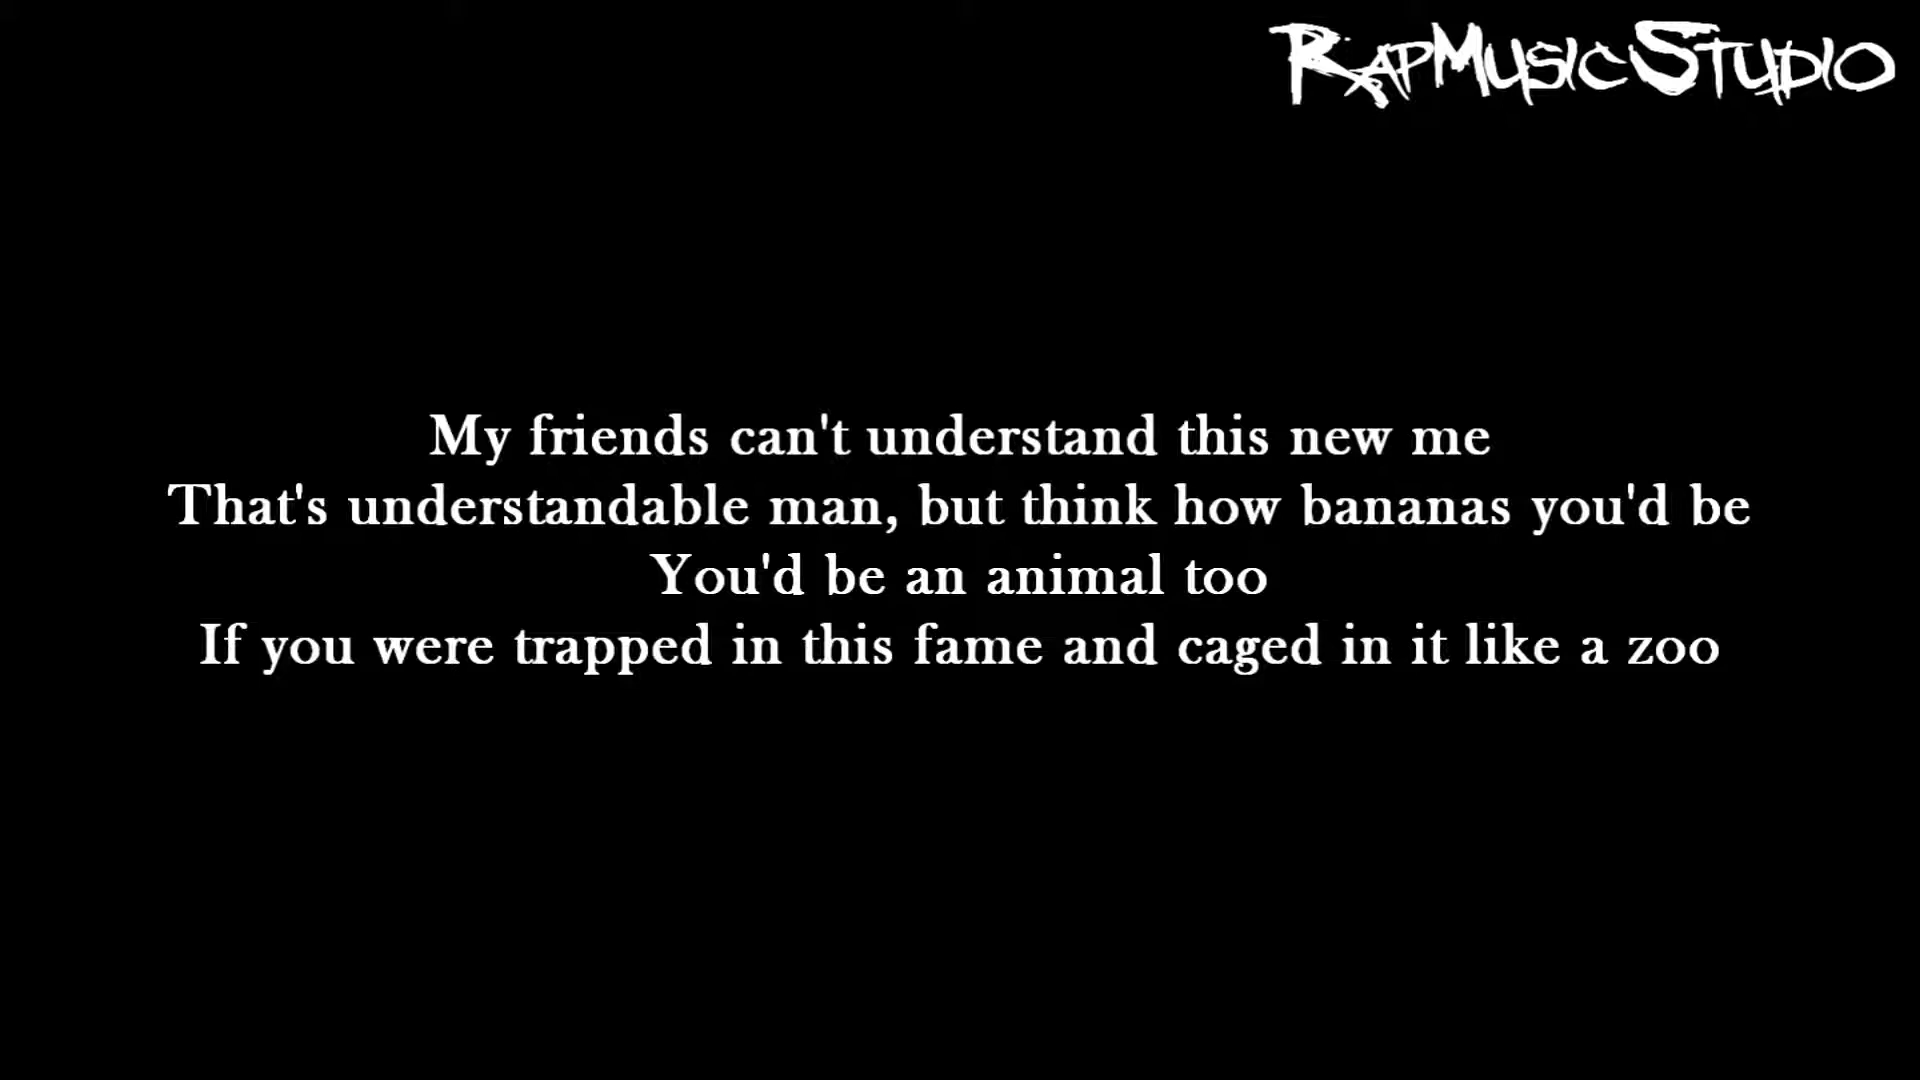 RapMusicStudio
My friends can't understand this new me
That's understandable man, but think how bananas you'd be
You'd be an animal too
If you were trapped in this fame and caged in it like a zoo